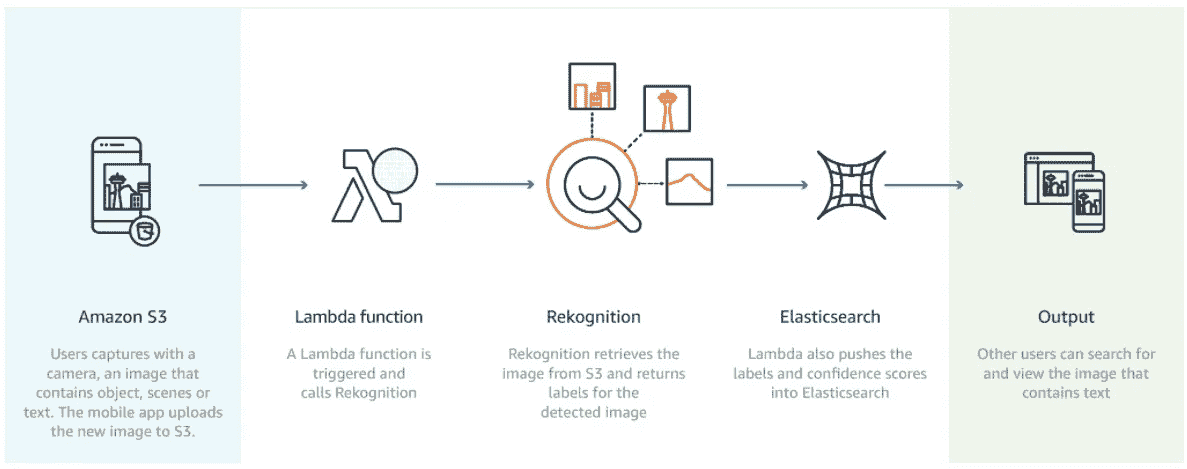 Amazon S3
Users captures with a
camera, an image that
contains object, scenes or
text. The mobile app uploads
the new image to S3.
Lambda function
A Lambda function is
triggered and
calls Rekognition
Rekognition
Rekognition retrieves the
image from S3 and returns
labels for the
detected image
Elasticsearch
Lambda also pushes the
labels and confidence scores
into Elasticsearch
Output
Other users can search for
and view the image that
contains text